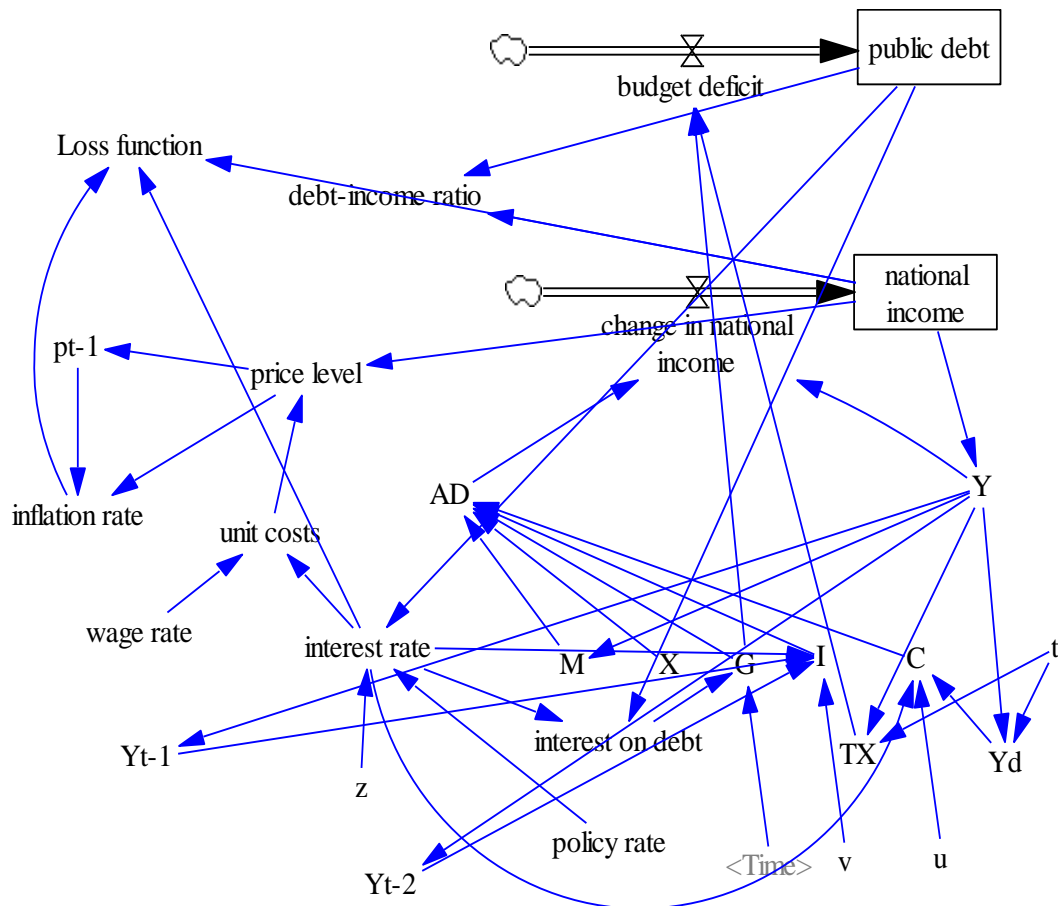 public debt
budget deficit
Loss function
debt-income ratio
national
income
change in national
income
pt-1
price level
AD
Y
inflation rate
unit costs
wage rate
interest rate
M
X
G
I
C
t
Yt-1
interest on debt
TX
Yd
z
policy rate
<Time>
v
u
Yt-2